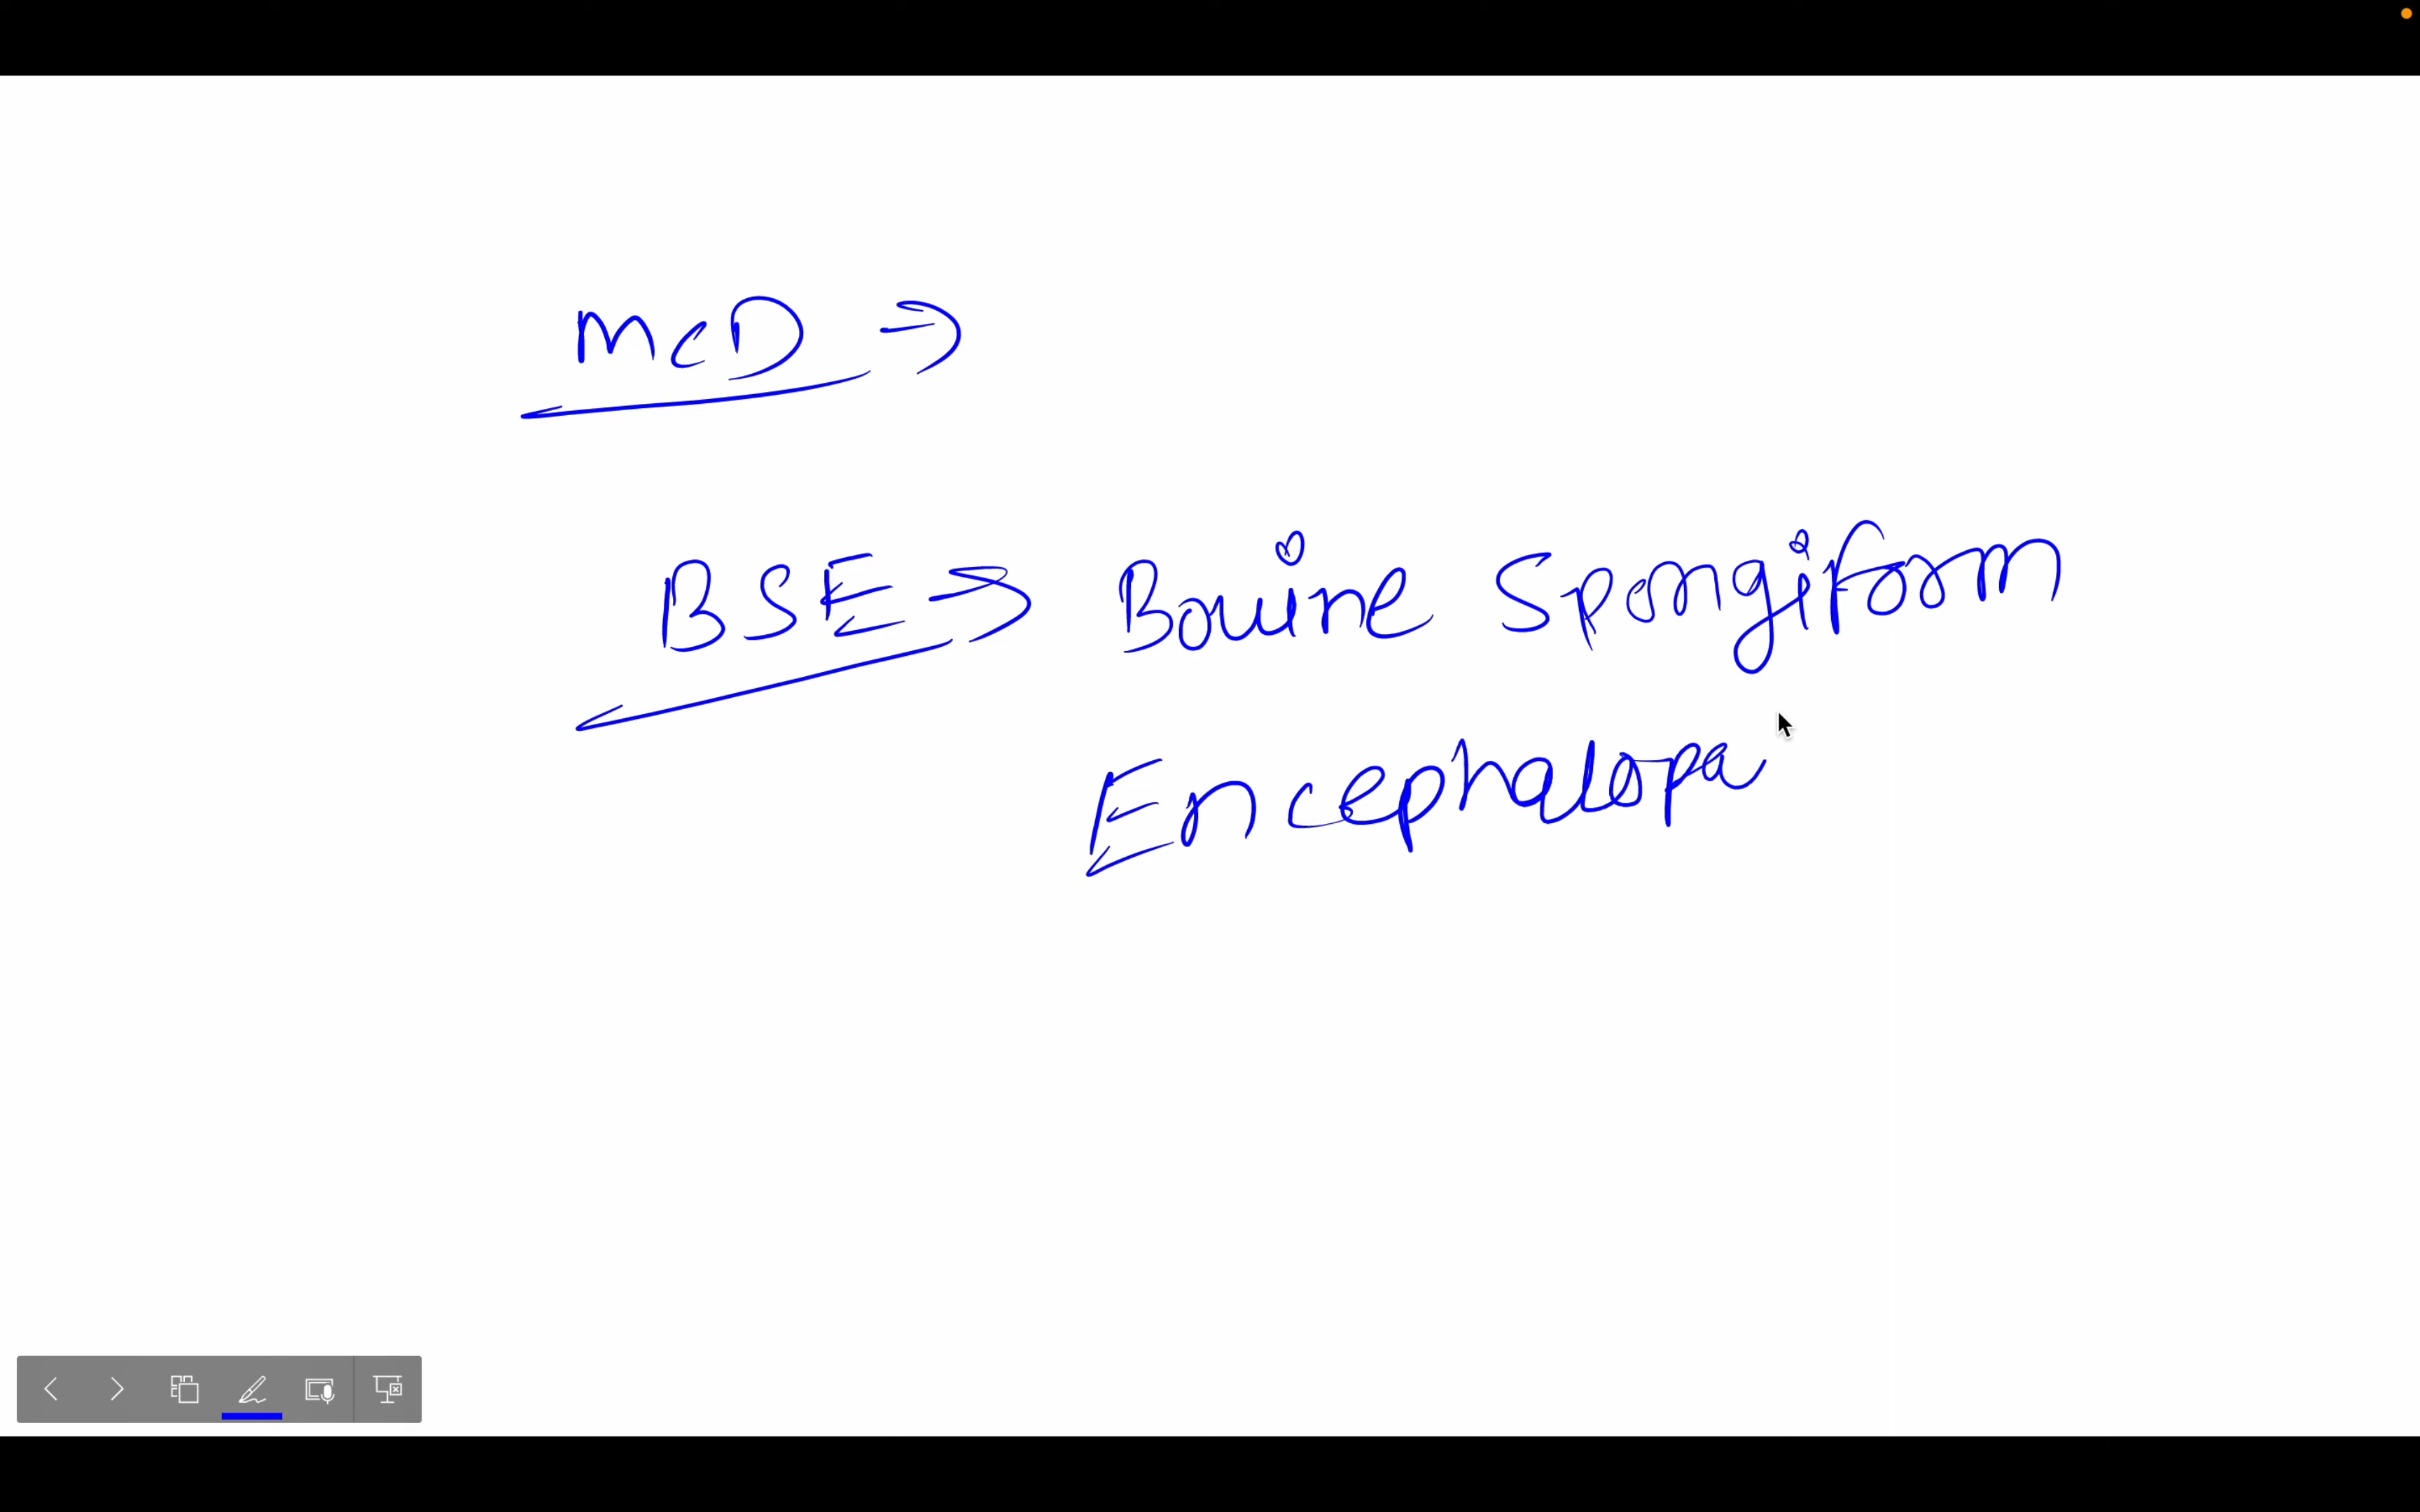 McD →
BSE → Bovine Spongiform
Encephalopa